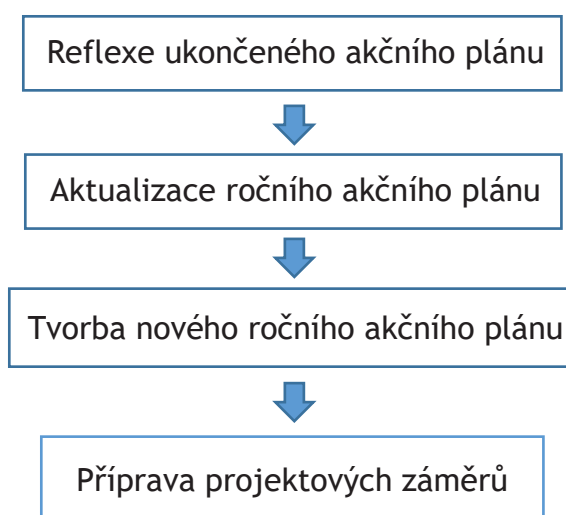 Reflexe ukončeného akčního plánu
Aktualizace ročního akčního plánu
Tvorba nového ročního akčního plánu
Příprava projektových záměrů